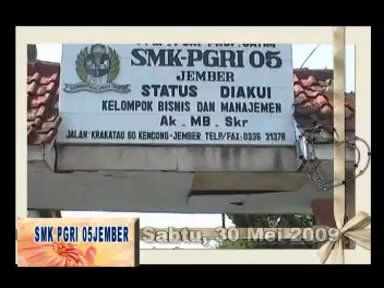 SMK-PGRI 05
JEMBER
STATUS DIAKUI
KELOMPOK BISNIS DAN MANAJEMEN
Ak. MB. Skr
JALAN KRAKATAU 60 KENCONG-JEMBER TELP/FAX: 0336 31378
SMK PGRI 05JEMBER
Sabtu, 30 Mei 2009